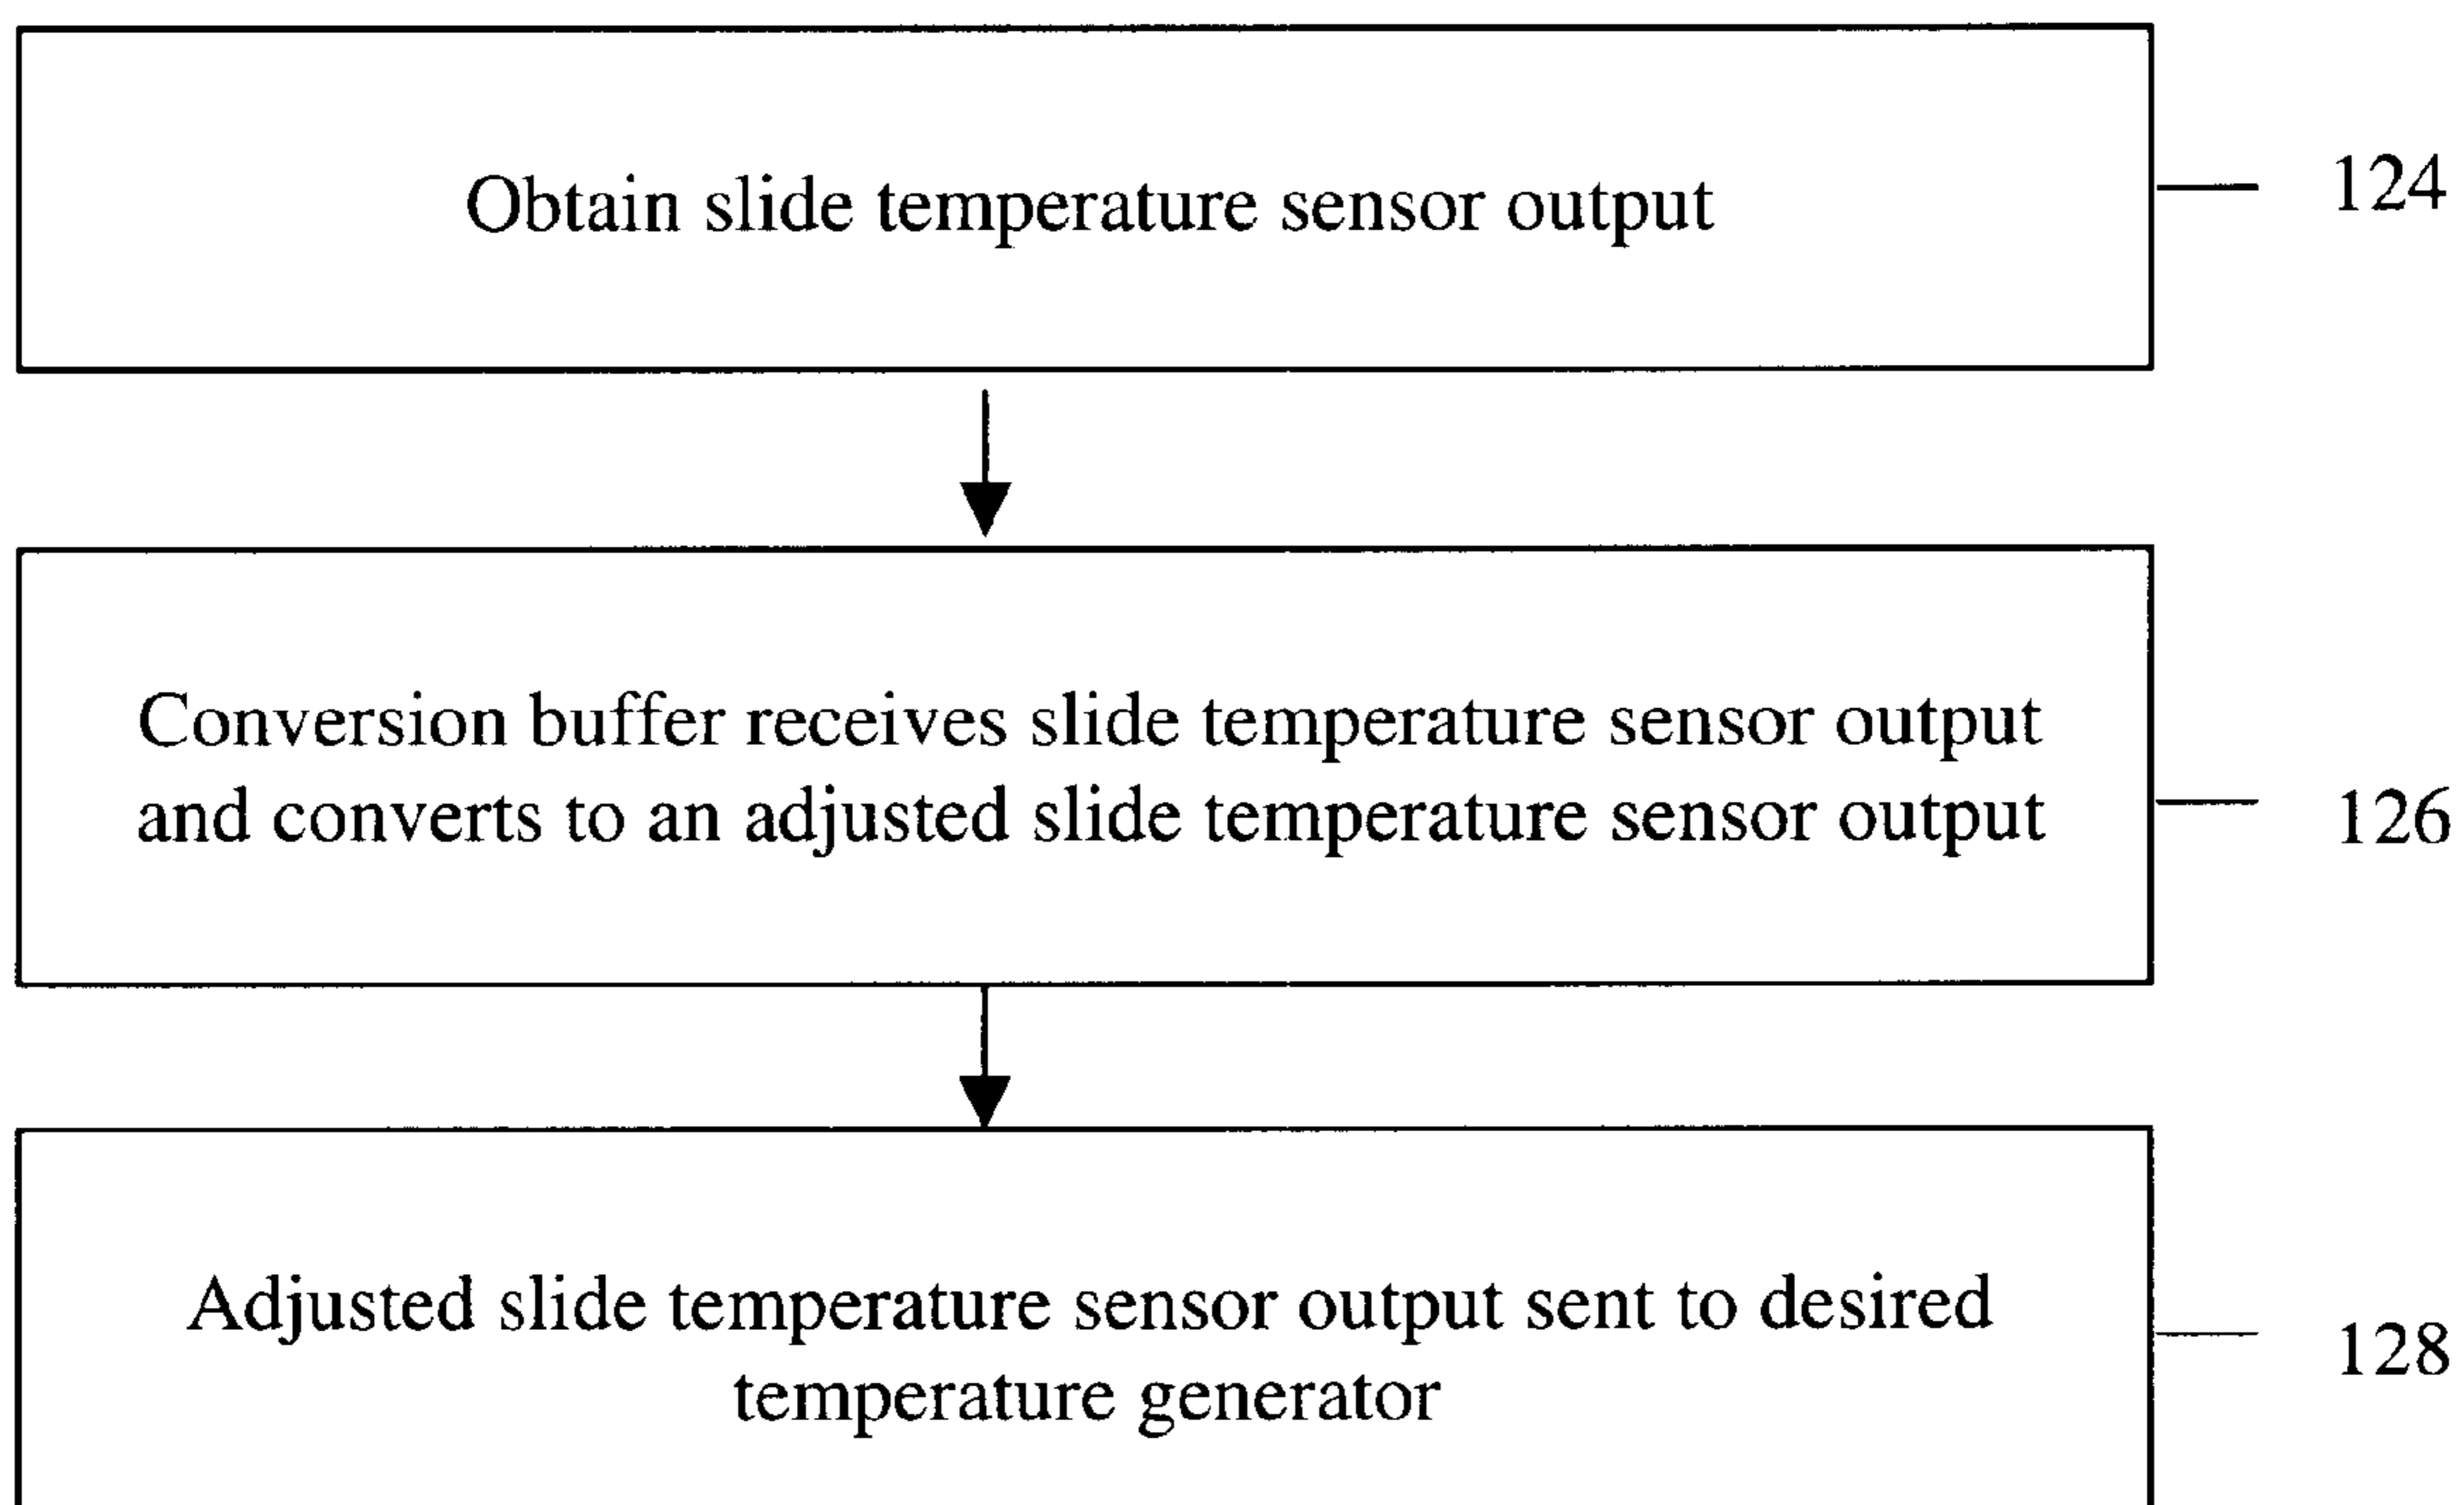 Obtain slide temperature sensor output
124
Conversion buffer receives slide temperature sensor output
and converts to an adjusted slide temperature sensor output
126
Adjusted slide temperature sensor output sent to desired
temperature generator
128